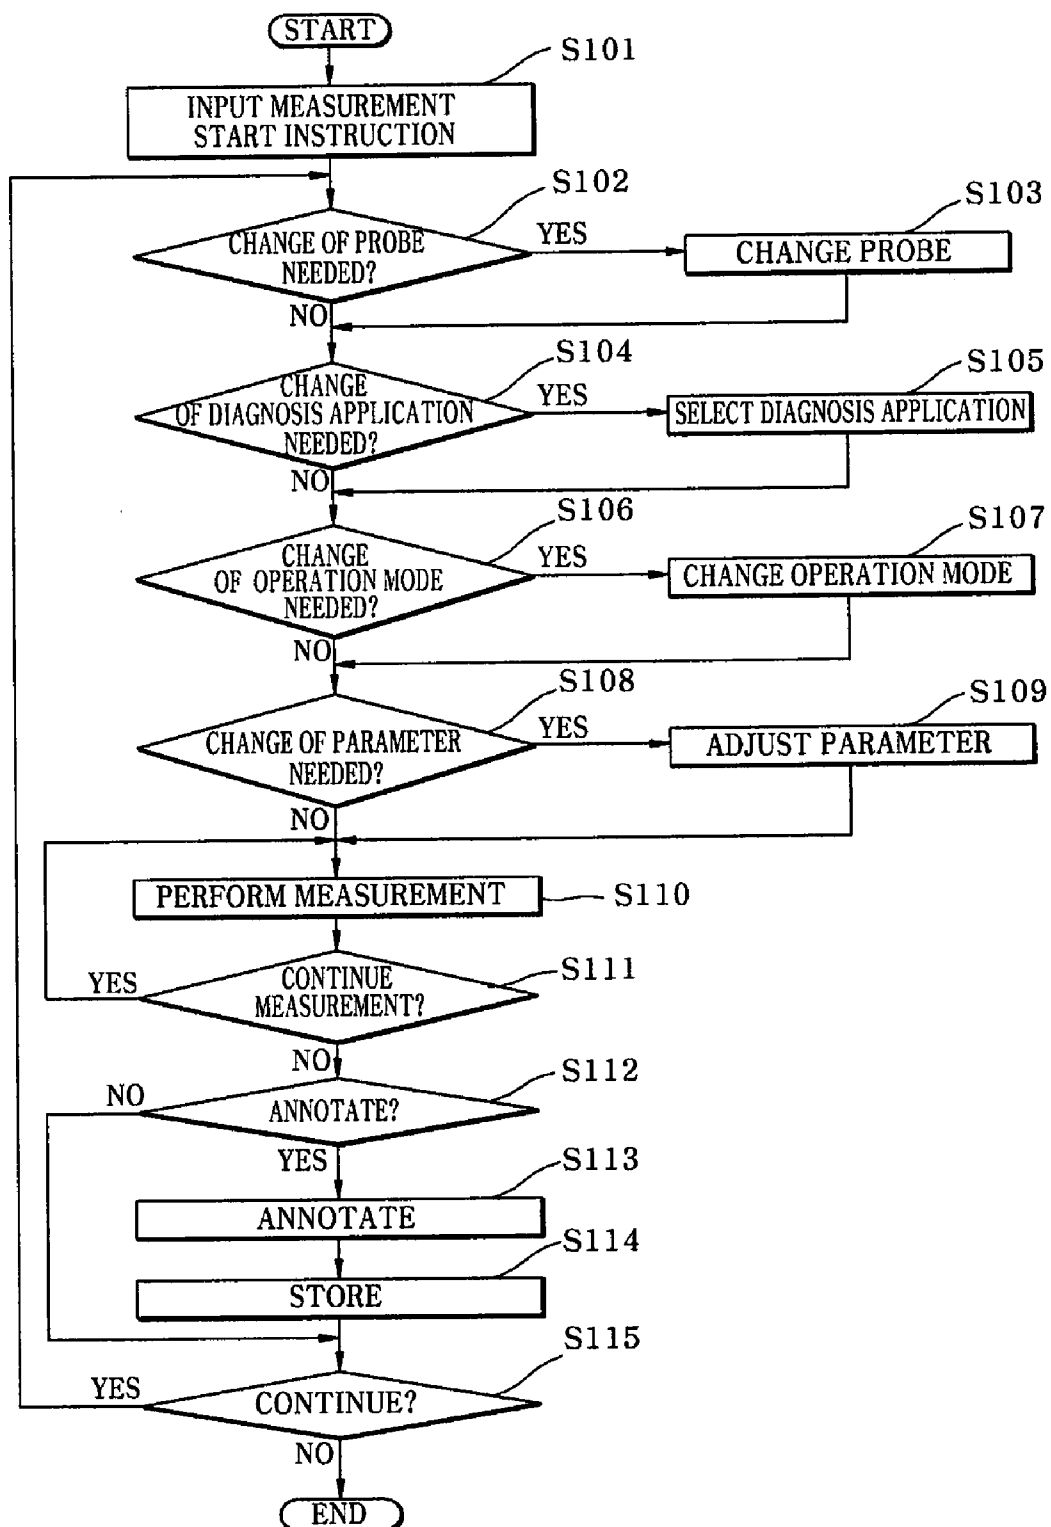 START
S101
INPUT MEASUREMENT
START INSTRUCTION
S102
S103
CHANGE OF PROBE
NEEDED?
YES
CHANGE PROBE
NO
S104
S105
CHANGE
OF DIAGNOSIS APPLICATION
NEEDED?
YES
SELECT DIAGNOSIS APPLICATION
NO
S106
S107
CHANGE
OF OPERATION MODE
NEEDED?
YES
CHANGE OPERATION MODE
NO
S108
S109
CHANGE OF PARAMETER
NEEDED?
YES
ADJUST PARAMETER
NO
PERFORM MEASUREMENT
S110
S111
YES
CONTINUE
MEASUREMENT?
NO
S112
NO
ANNOTATE?
YES
S113
ANNOTATE
S114
STORE
S115
YES
CONTINUE?
NO
END